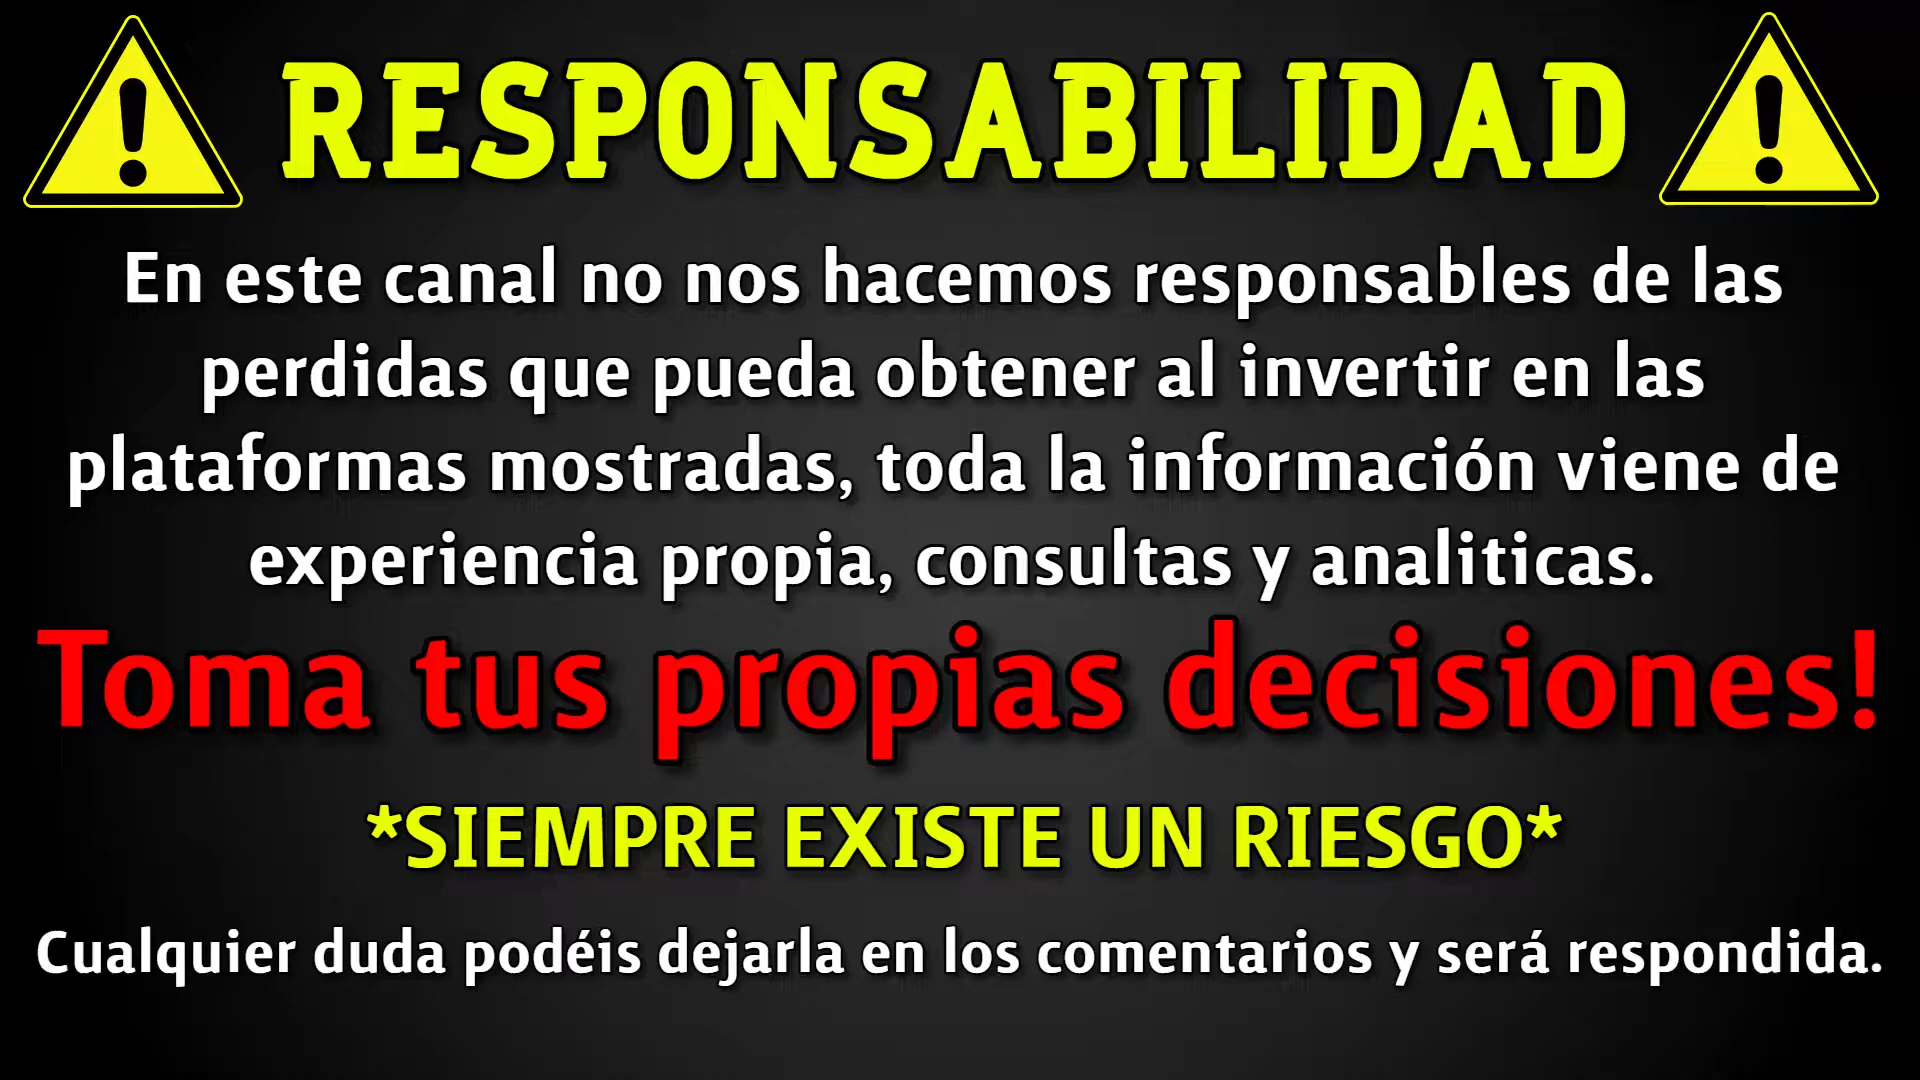 RESPONSABILIDAD
En este canal no nos hacemos responsables de las
perdidas que pueda obtener al invertir en las
plataformas mostradas, toda la información viene de
experiencia propia, consultas y analiticas.
Toma tus propias decisiones!
*SIEMPRE EXISTE UN RIESGO*
Cualquier duda podéis dejarla en los comentarios y será respondida.